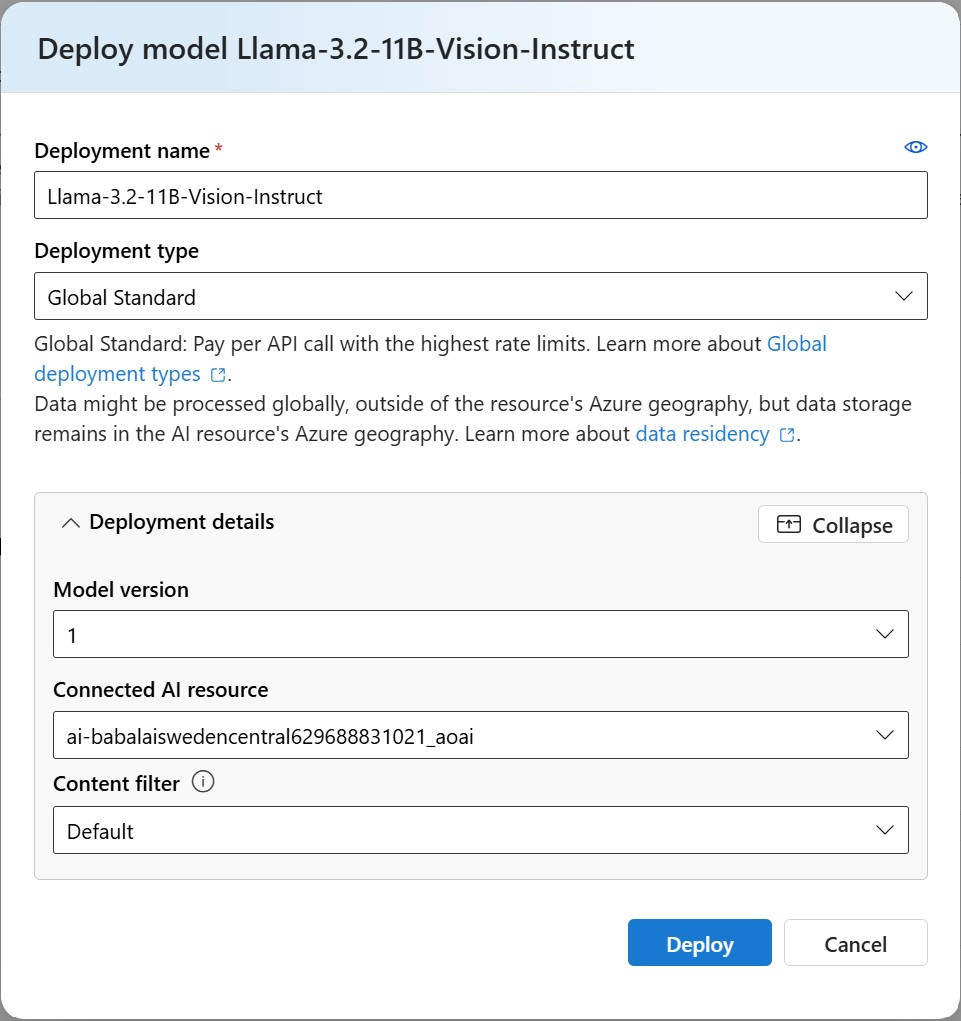 Deploy model Llama-3.2-11B-Vision-Instruct
Deployment name *
Llama-3.2-11B-Vision-Instruct
Deployment type
Global Standard
Global Standard: Pay per API call with the highest rate limits. Learn more about Global
deployment types.
Data might be processed globally, outside of the resource's Azure geography, but data storage
remains in the AI resource's Azure geography. Learn more about data residency.
Deployment details
Collapse
Model version
1
Connected AI resource
ai-babalaiswedencentral629688831021_aoai
Content filter
Default
Deploy
Cancel